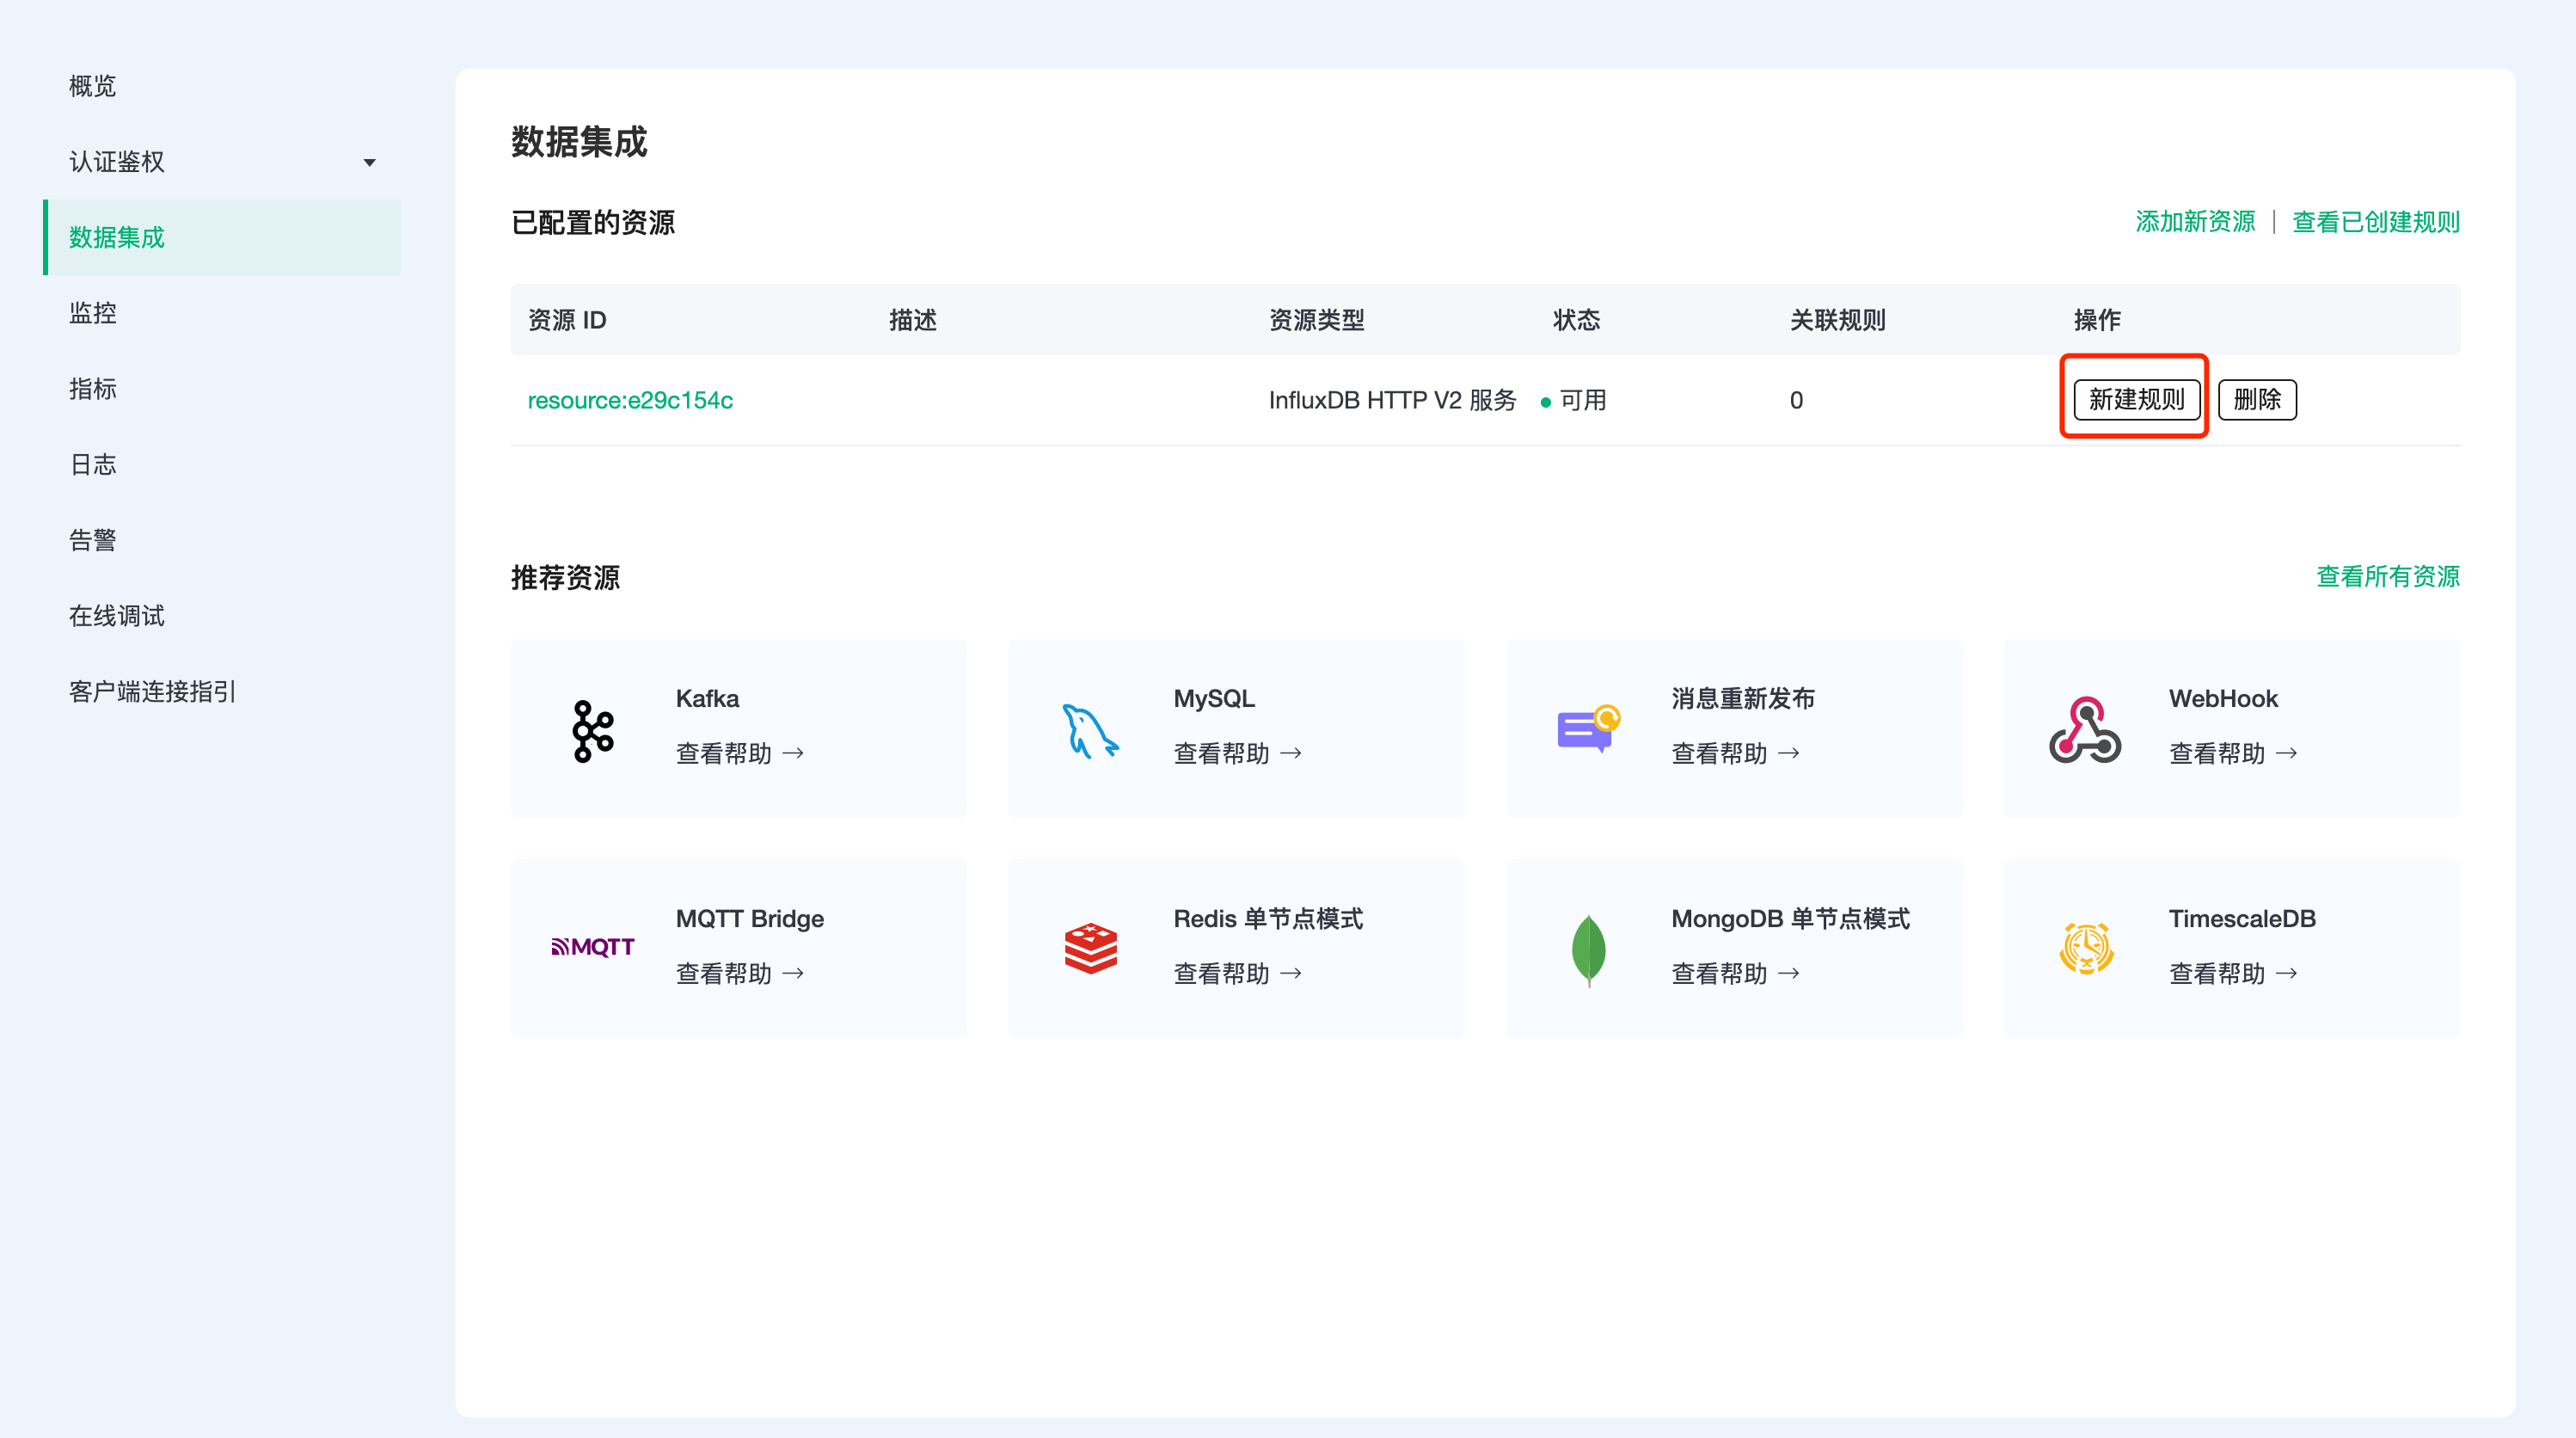 概览
认证鉴权
数据集成
监控
指标
日志
告警
在线调试
客户端连接指引
数据集成
已配置的资源
添加新资源 | 查看已创建规则
资源 ID 描述 资源类型 状态 关联规则 操作
resource:e29c154c InfluxDB HTTP V2 服务 可用 0 新建规则 删除
推荐资源 查看所有资源
Kafka
查看帮助 →
MySQL
查看帮助 →
消息重新发布
查看帮助 →
WebHook
查看帮助 →
MQTT
MQTT Bridge
查看帮助 →
Redis 单节点模式
查看帮助 →
MongoDB 单节点模式
查看帮助 →
TimescaleDB
查看帮助 →